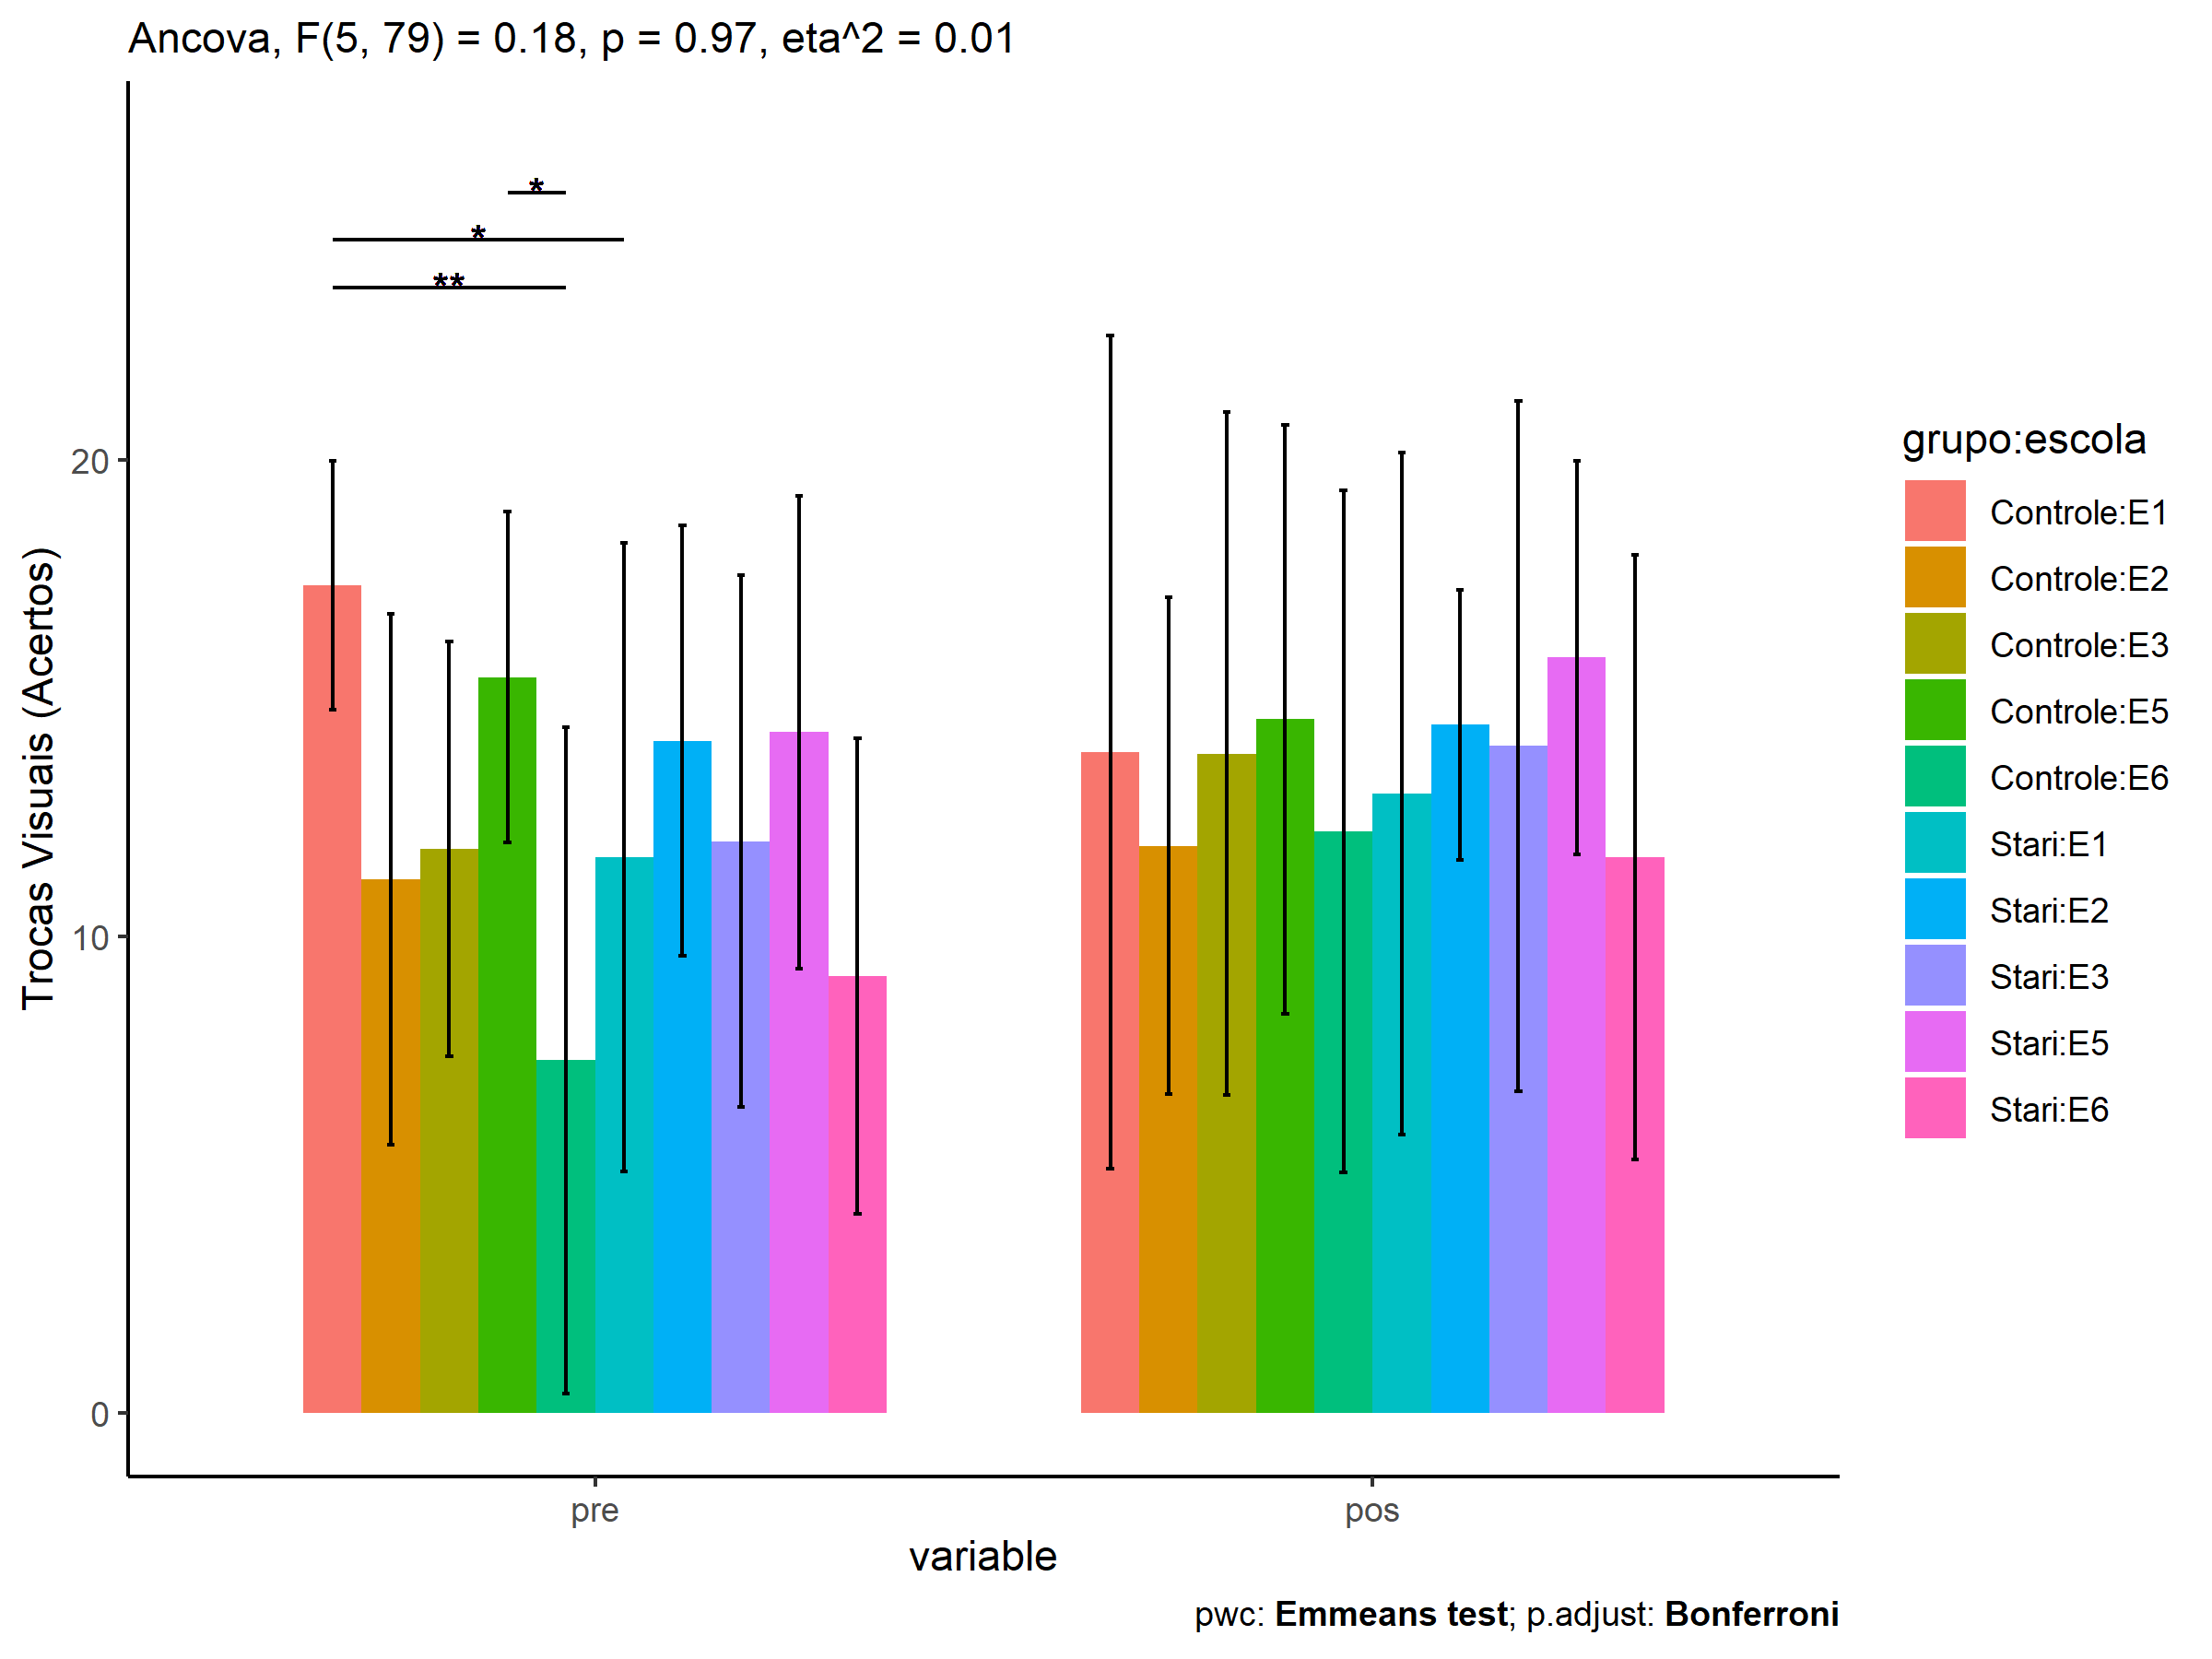 Ancova, F(5, 79) = 0.18, p = 0.97, eta^2 = 0.01
*
*
**
20
10
0
Trocas Visuais (Acertos)
pre
pos
variable
pwc: Emmeans test; p.adjust: Bonferroni
grupo:escola
Controle:E1
Controle:E2
Controle:E3
Controle:E5
Controle:E6
Stari:E1
Stari:E2
Stari:E3
Stari:E5
Stari:E6